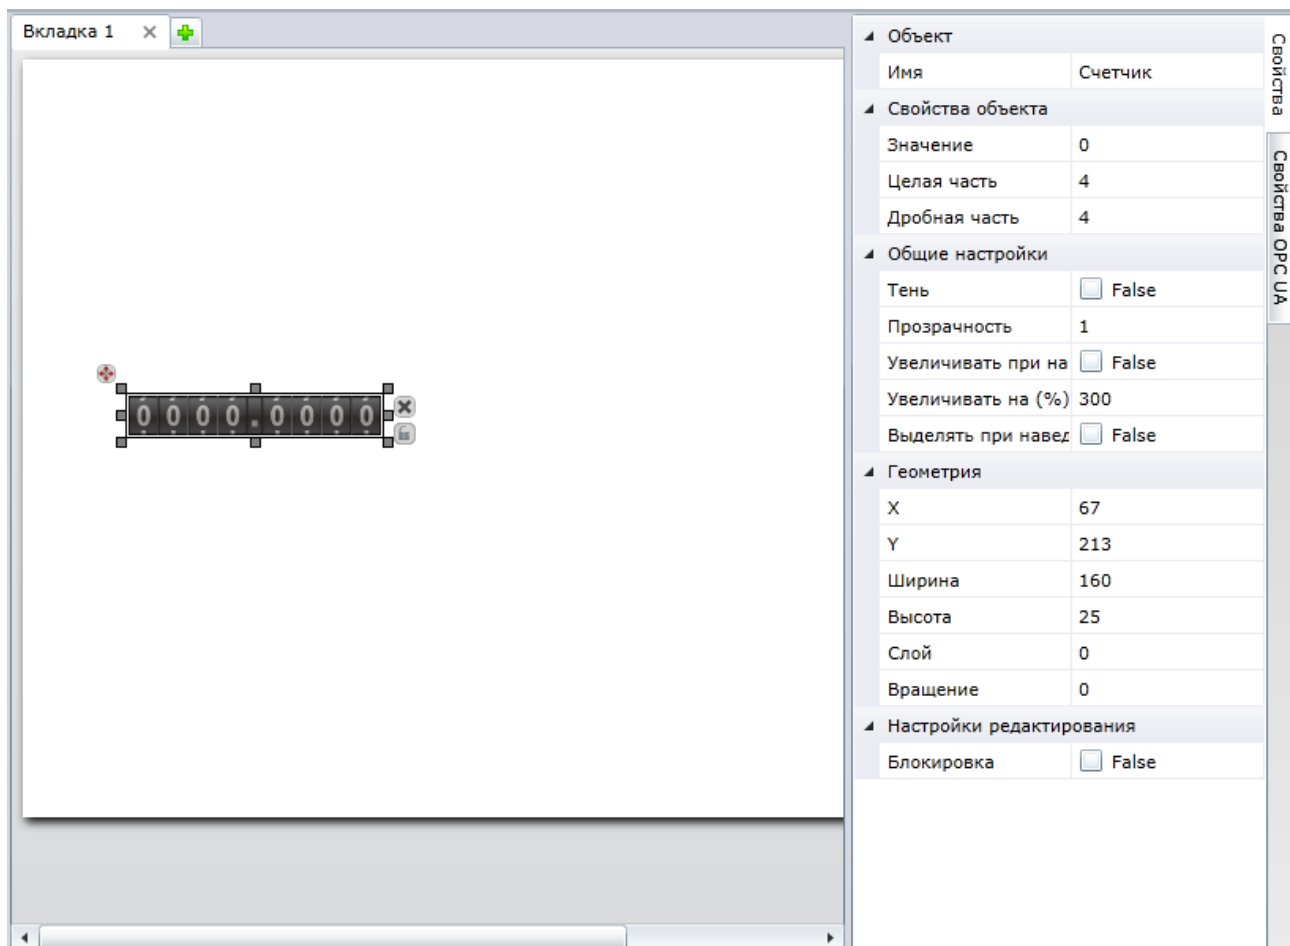 Вкладка 1
0000.0000
Объект
Имя Счетчик
Свойства объекта
Значение 0
Целая часть 4
Дробная часть 4
Общие настройки
Тень False
Прозрачность 1
Увеличивать при на False
Увеличивать на (%) 300
Выделять при навед False
Геометрия
X 67
Y 213
Ширина 160
Высота 25
Слой 0
Вращение 0
Настройки редактирования
Блокировка False
Свойства
Свойства OPC UA